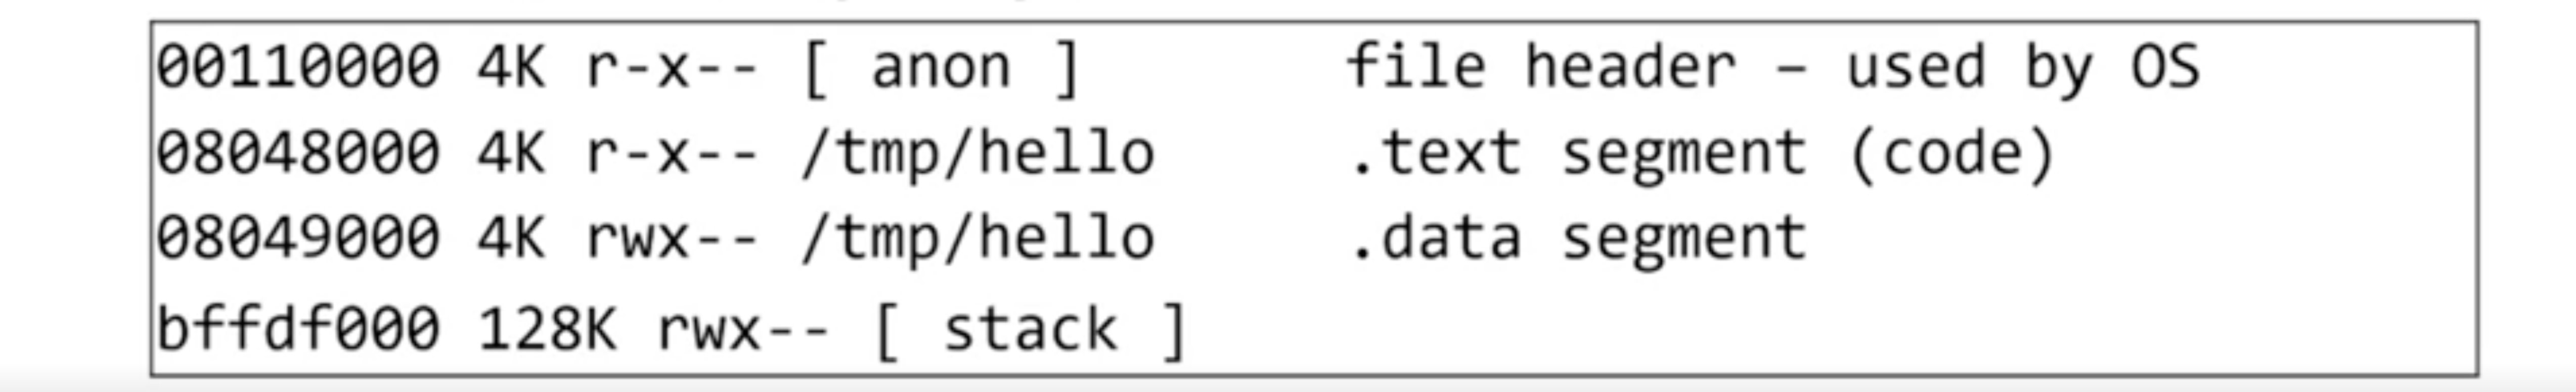 00110000 4K r-x-- [ anon ] file header – used by OS
08048000 4K r-x-- /tmp/hello .text segment (code)
08049000 4K rwx-- /tmp/hello .data segment
bffdf000 128K rwx-- [ stack ]